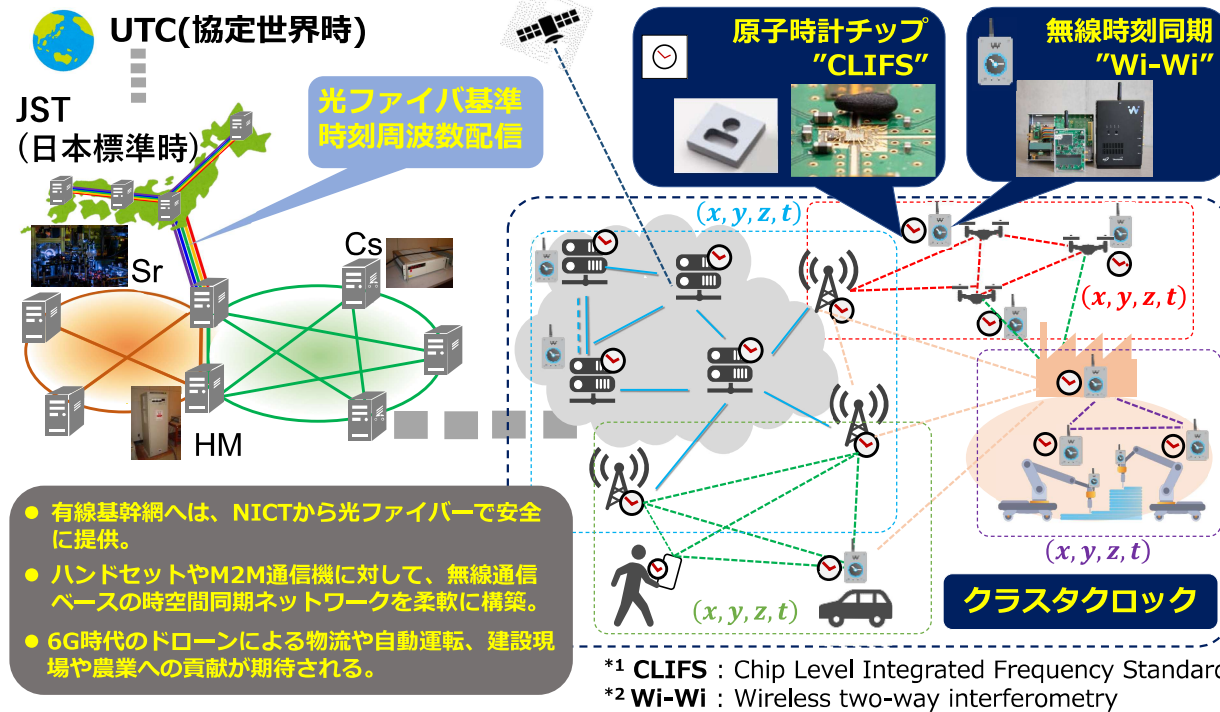 UTC(協定世界時)
JST
(日本標準時)
光ファイバ基準
時刻周波数配信
原子時計チップ
”CLIFS”
無線時刻同期
”Wi-Wi”
Sr
Cs
HM
(x, y, z, t)
(x, y, z, t)
(x, y, z, t)
(x, y, z, t)
クラスタクロック
● 有線基幹網へは、NICTから光ファイバーで安全
に提供。
● ハンドセットやM2M通信機に対して、無線通信
ベースの時空間同期ネットワークを柔軟に構築。
● 6G時代のドローンによる物流や自動運転、建設現
場や農業への貢献が期待される。
*1 CLIFS : Chip Level Integrated Frequency Standard
*2 Wi-Wi : Wireless two-way interferometry